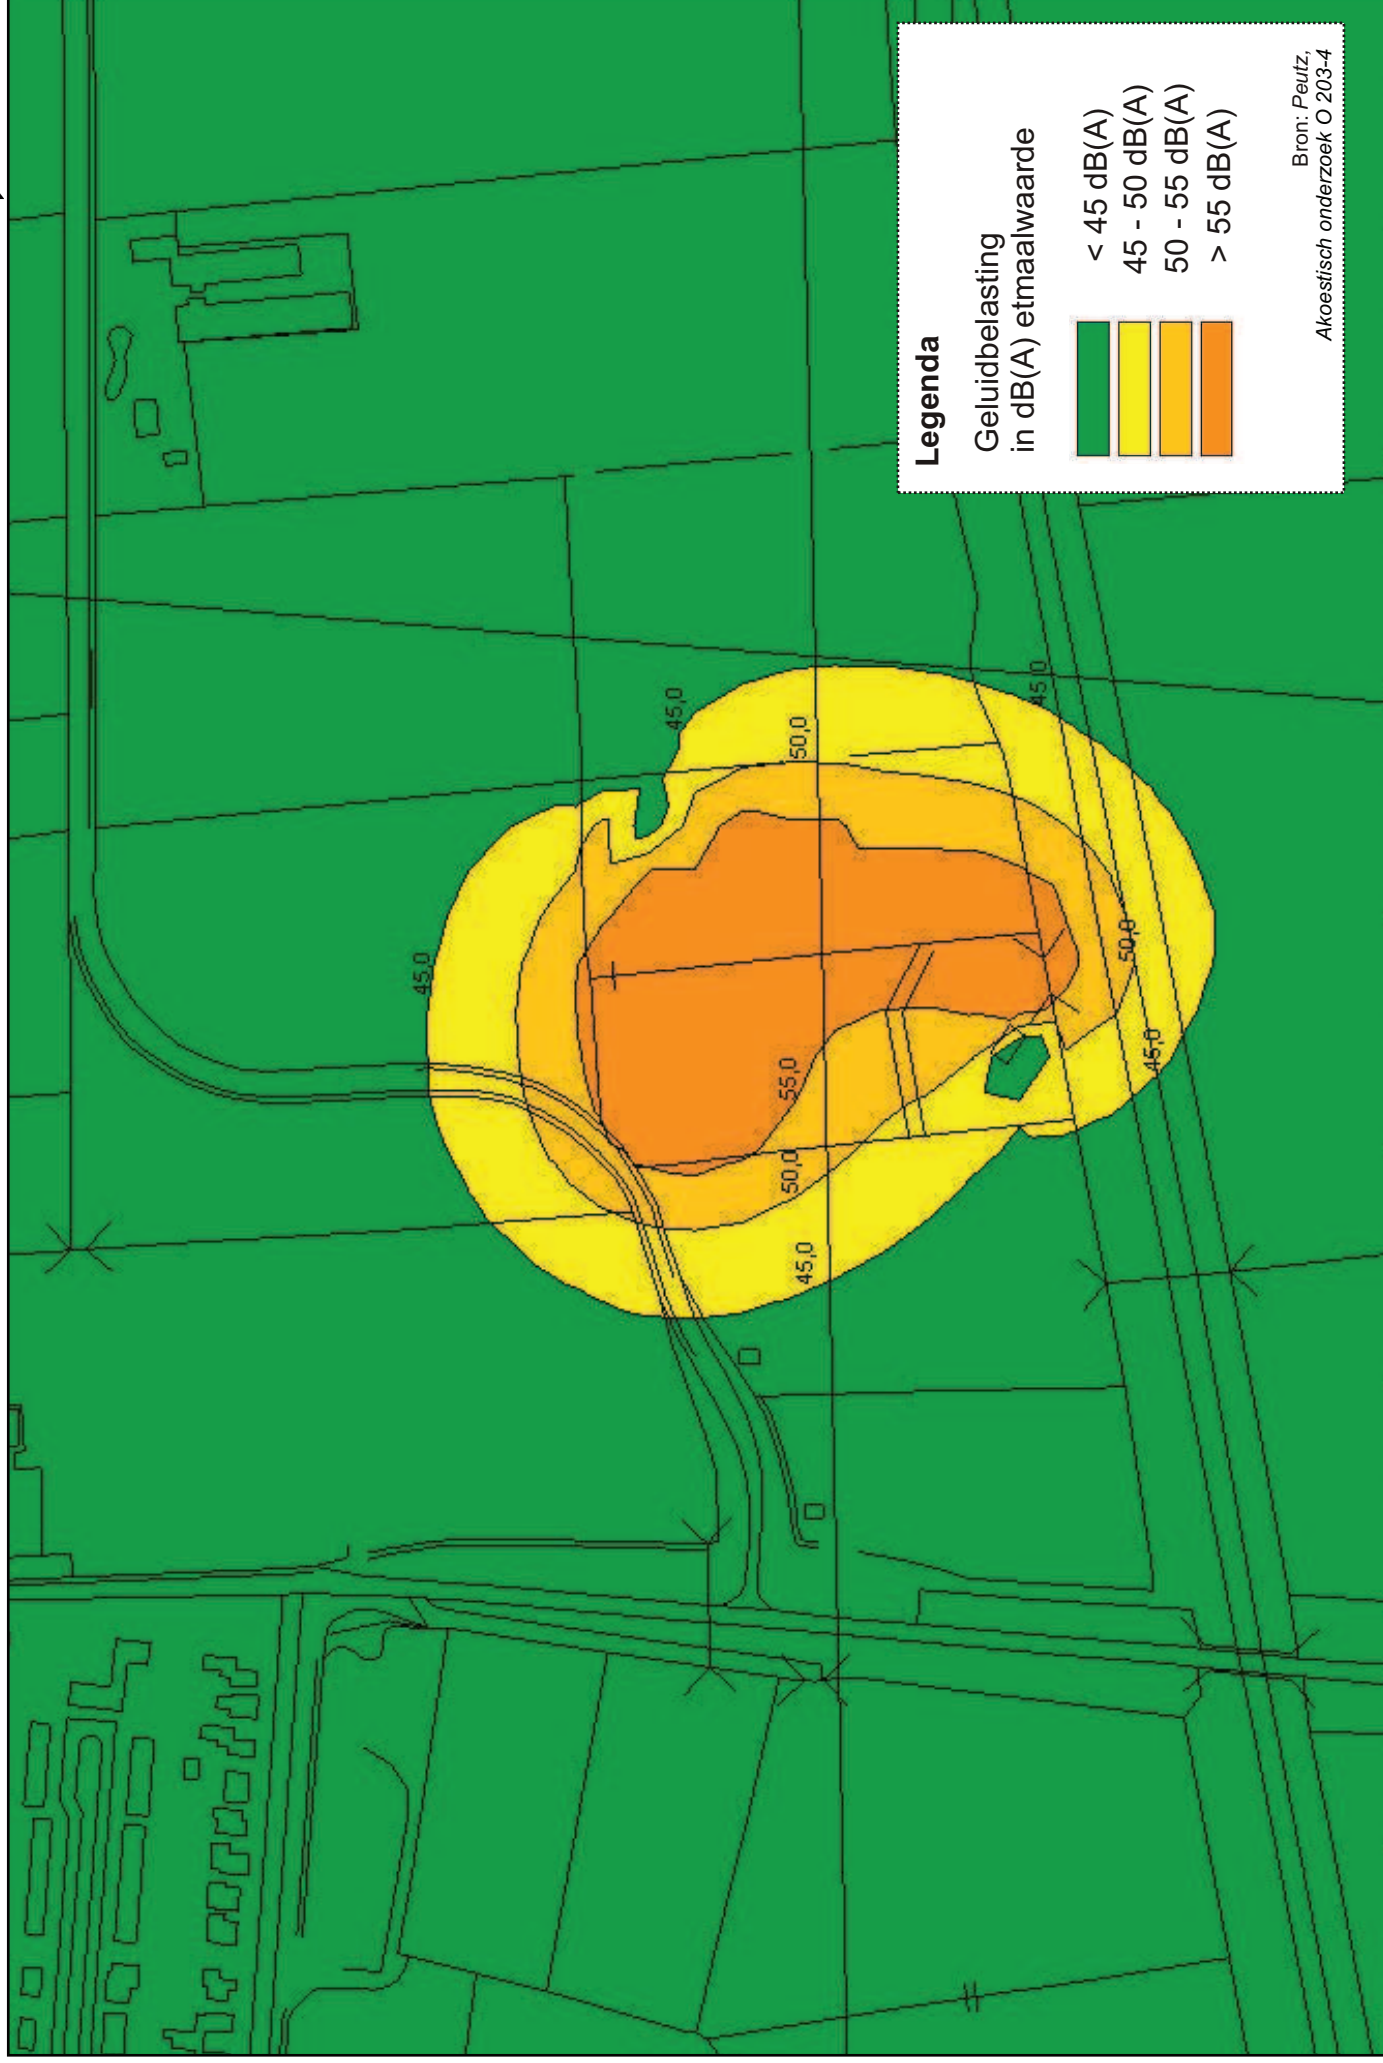 Legenda
Geluidbelasting
in dB(A) etmaalwaarde
< 45 dB(A)
45 - 50 dB(A)
50 - 55 dB(A)
> 55 dB(A)
Bron: Peutz,
Akoestisch onderzoek O 203-4
45,0
45,0
50,0
45,0
55,0
50,0
45,0
50,0
45,0